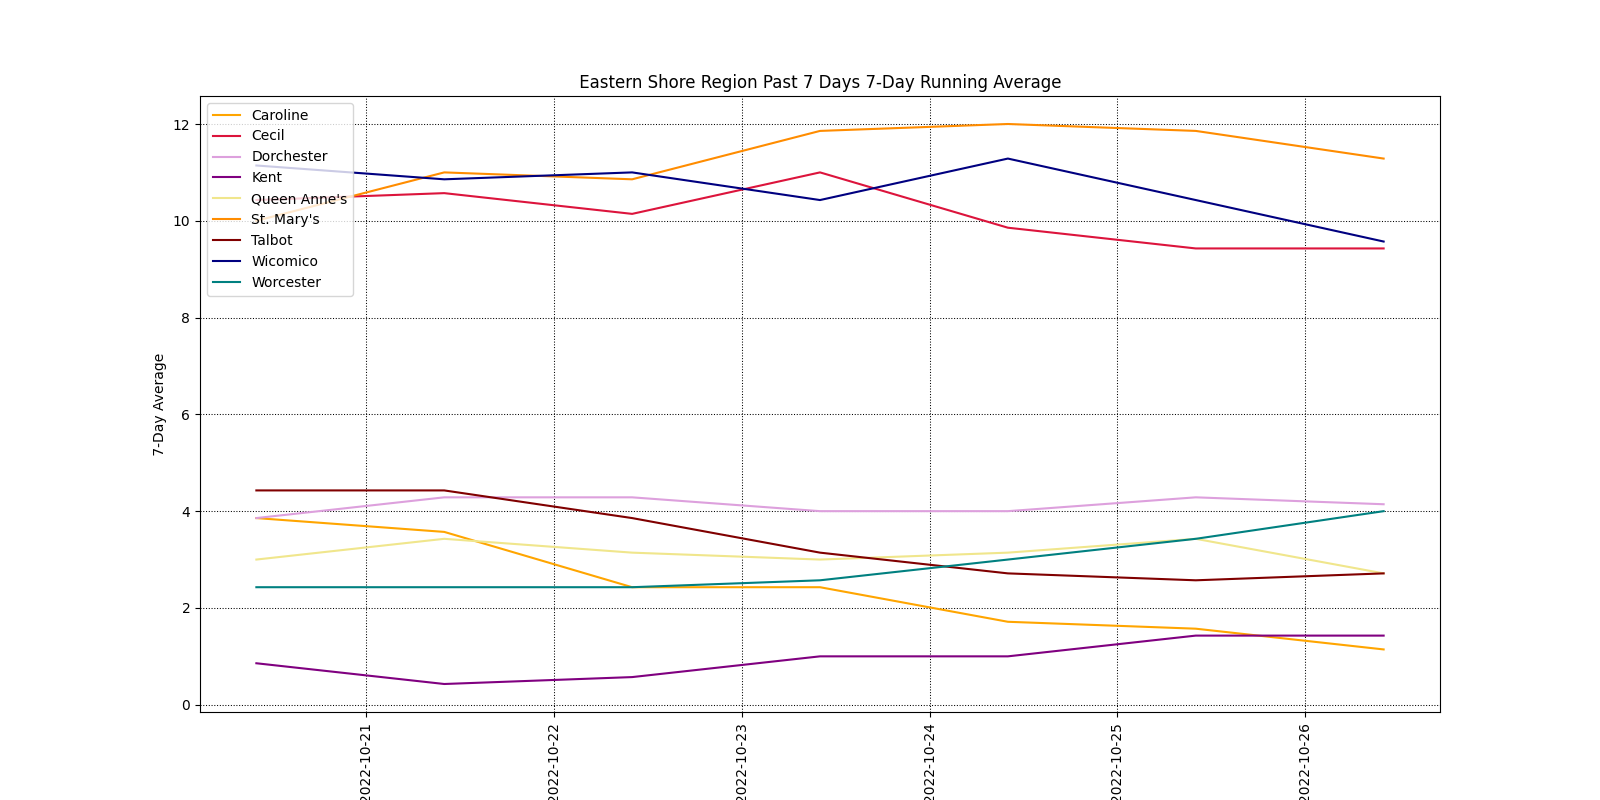 Eastern Shore Region Past 7 Days 7-Day Running Average
Caroline
Cecil
Dorchester
Kent
Queen Anne's
St. Mary's
Talbot
Wicomico
Worcester
7-Day Average
12
10
8
6
4
2
0
2022-10-21
2022-10-22
2022-10-23
2022-10-24
2022-10-25
2022-10-26